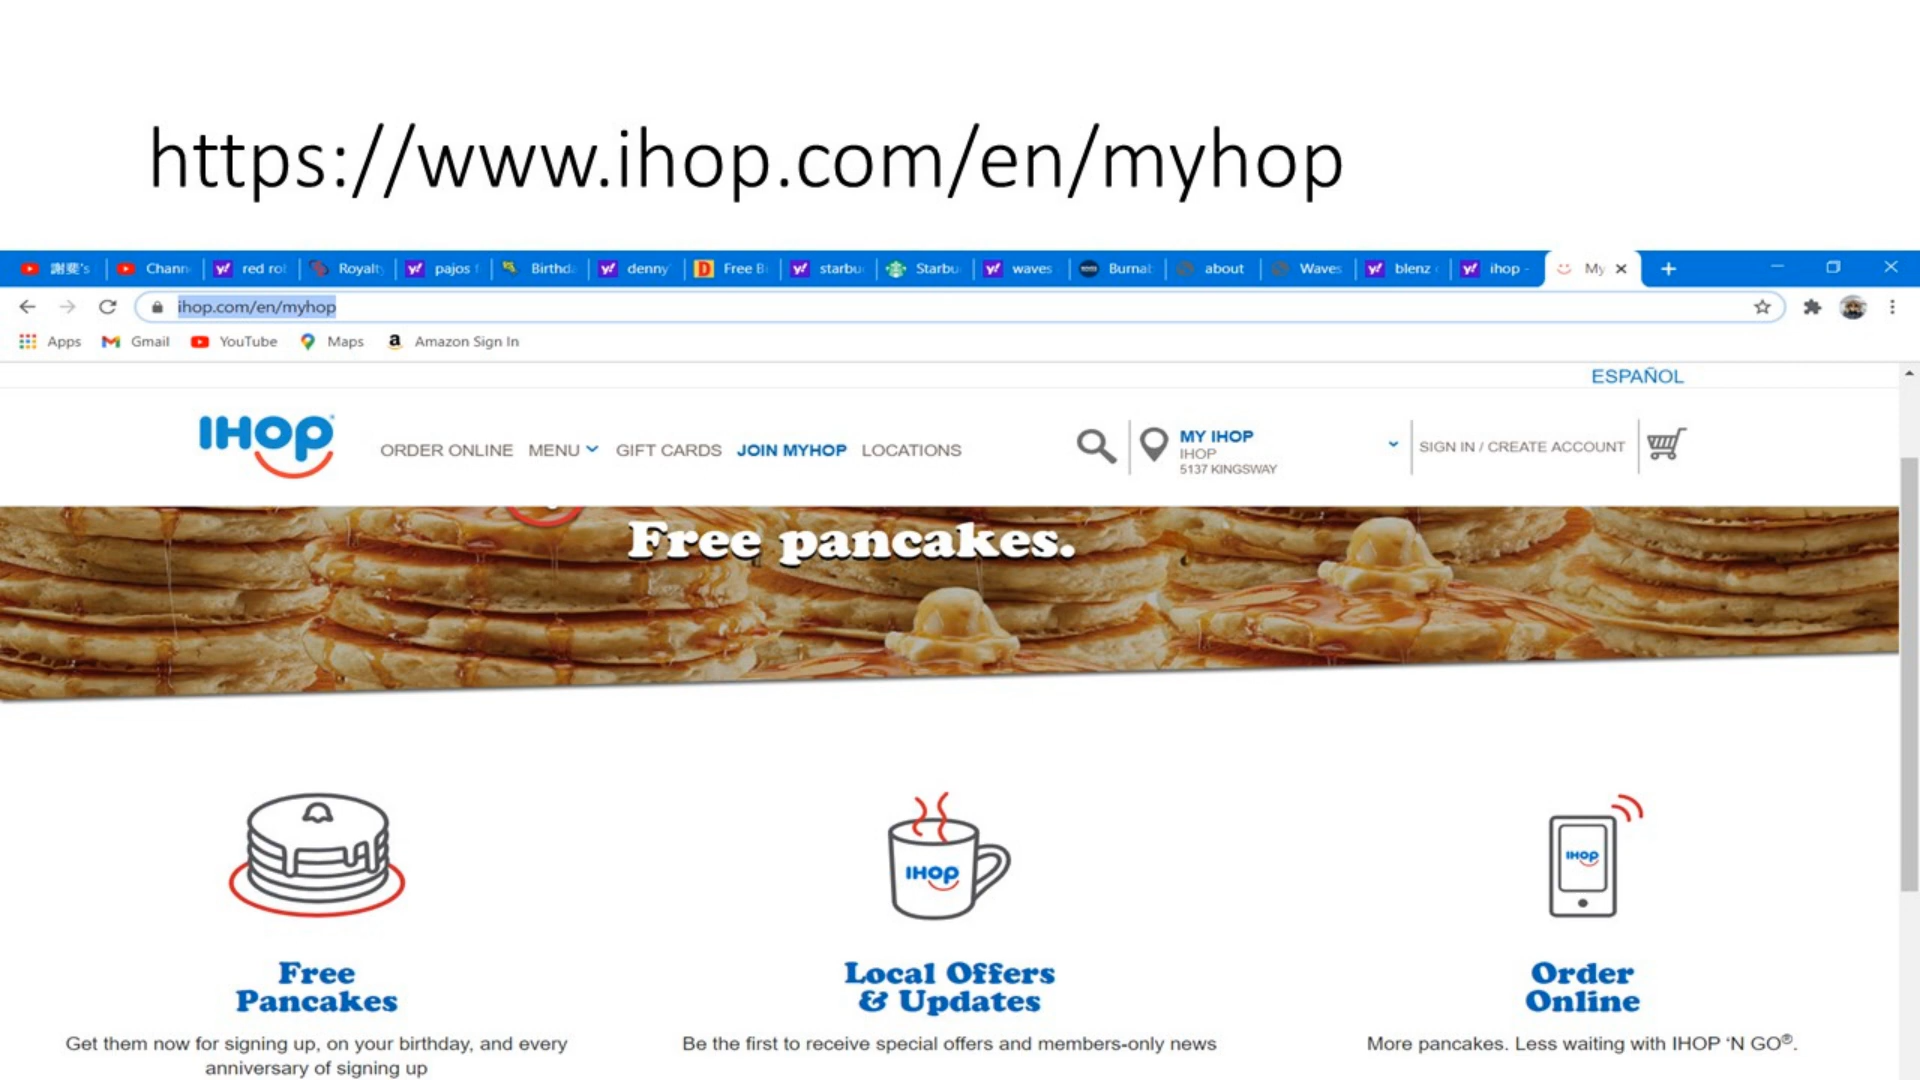 https://www.ihop.com/en/myhop
謝斐's Chann red ro Royalt pajos Birthd denny Free B starbu Starbu waves Burnab about Waves blenz ihop - My
ihop.com/en/myhop
Apps Gmail YouTube Maps Amazon Sign In
ESPAÑOL
IHOP ORDER ONLINE MENU GIFT CARDS JOIN MYHOP LOCATIONS
MY IHOP
IHOP
5137 KINGSWAY
SIGN IN / CREATE ACCOUNT
Free pancakes.
IHOP
IHOP
Free
Pancakes
Get them now for signing up, on your birthday, and every
anniversary of signing up
Local Offers
& Updates
Be the first to receive special offers and members-only news
Order
Online
More pancakes. Less waiting with IHOP ‘N GO®.